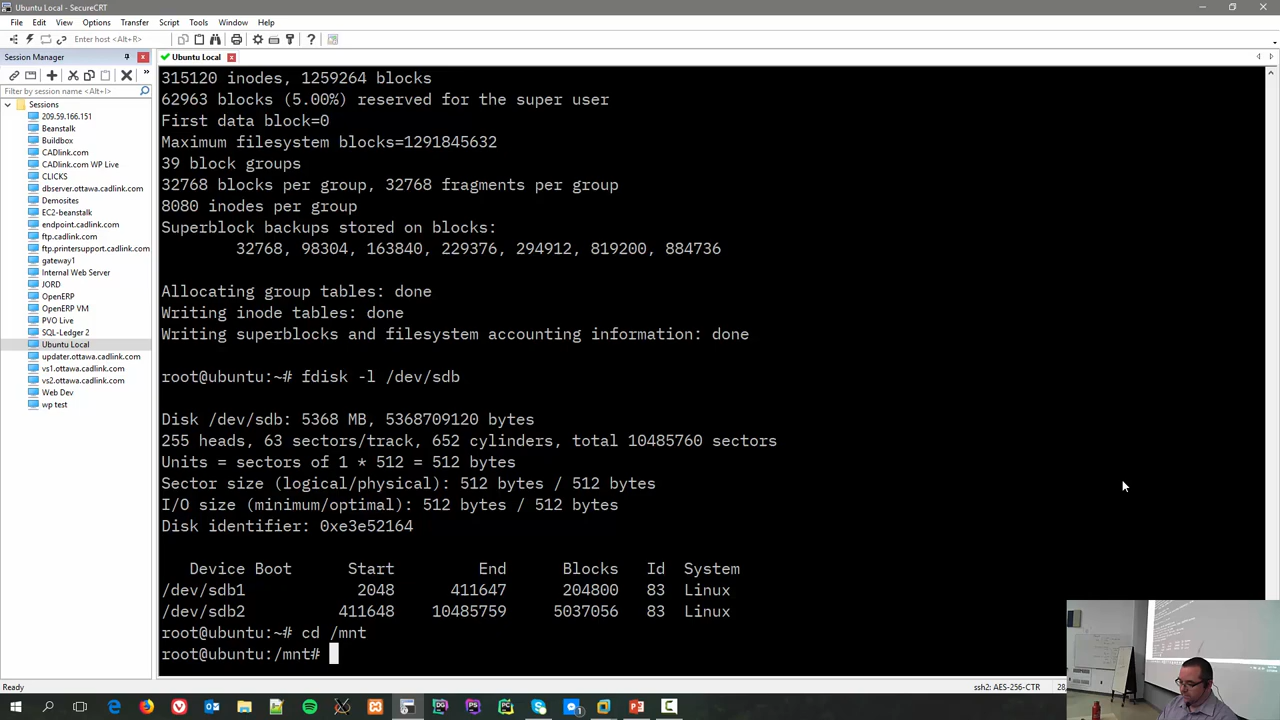 Ubuntu Local - SecureCRT
File Edit View Options Transfer Script Tools Window Help
Enter host <Alt+R>
Session Manager
Ubuntu Local
Filter by session name <Alt+I>
Sessions
209.59.166.151
Beanstalk
Buildbox
CADlink.com
CADlink.com WP Live
CLICKS
dbserver.ottawa.cadlink.com
Demosites
EC2-beanstalk
endpoint.cadlink.com
ftp.cadlink.com
ftp.printersupport.cadlink.com
gateway1
Internal Web Server
JORD
OpenERP
OpenERP VM
PVO Live
SQL-Ledger 2
Ubuntu Local
updater.ottawa.cadlink.com
vs1.ottawa.cadlink.com
vs2.ottawa.cadlink.com
Web Dev
wp test
315120 inodes, 1259264 blocks
62963 blocks (5.00%) reserved for the super user
First data block=0
Maximum filesystem blocks=1291845632
39 block groups
32768 blocks per group, 32768 fragments per group
8080 inodes per group
Superblock backups stored on blocks:
32768, 98304, 163840, 229376, 294912, 819200, 884736
Allocating group tables: done
Writing inode tables: done
Writing superblocks and filesystem accounting information: done
root@ubuntu:~# fdisk -l /dev/sdb
Disk /dev/sdb: 5368 MB, 5368709120 bytes
255 heads, 63 sectors/track, 652 cylinders, total 10485760 sectors
Units = sectors of 1 * 512 = 512 bytes
Sector size (logical/physical): 512 bytes / 512 bytes
I/O size (minimum/optimal): 512 bytes / 512 bytes
Disk identifier: 0xe3e52164
Device Boot Start End Blocks Id System
/dev/sdb1 2048 411647 204800 83 Linux
/dev/sdb2 411648 10485759 5037056 83 Linux
root@ubuntu:~# cd /mnt
root@ubuntu:/mnt#
Ready
ssh2: AES-256-CTR
28,